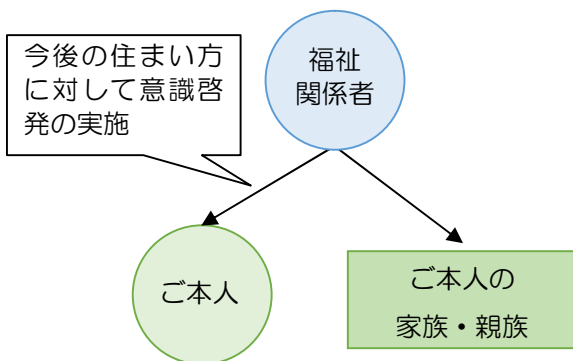 今後の住まい方
に対して意識啓
発の実施
福祉
関係者
ご本人
ご本人の
家族・親族